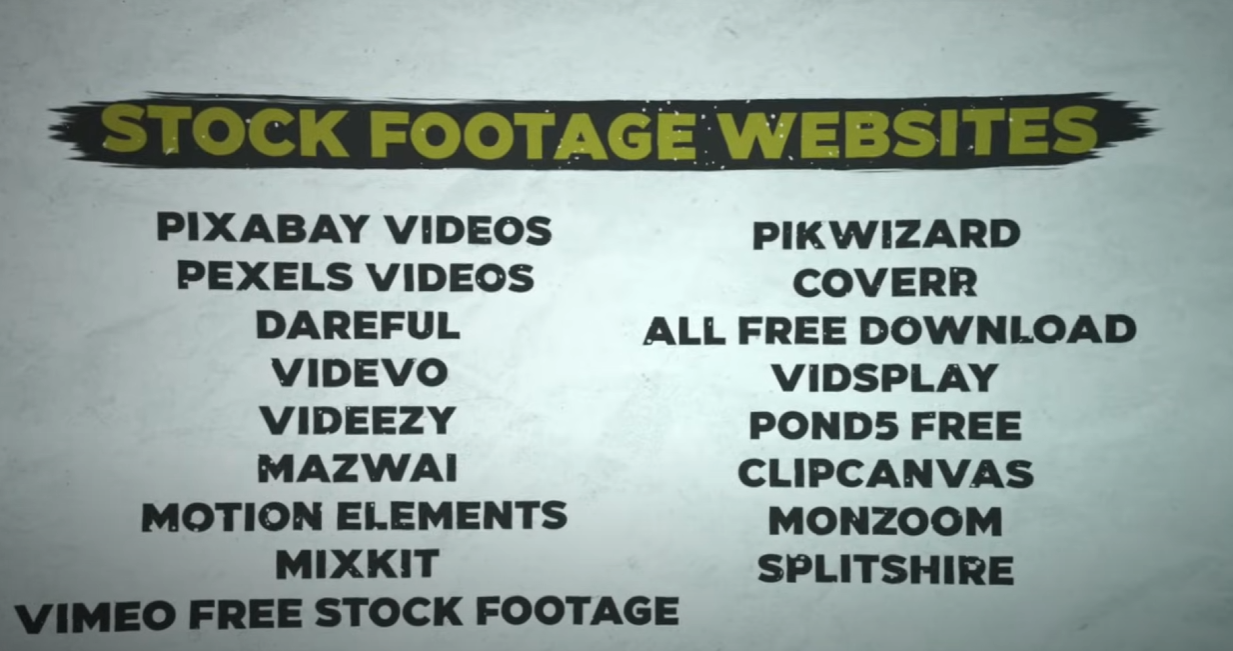 STOCK FOOTAGE WEBSITES
PIXABAY VIDEOS
PEXELS VIDEOS
DAREFUL
VIDEVO
VIDEEZY
MAZWAI
MOTION ELEMENTS
MIXKIT
VIMEO FREE STOCK FOOTAGE
PIKWIZARD
COVERR
ALL FREE DOWNLOAD
VIDSPLAY
POND5 FREE
CLIPCANVAS
MONZOOM
SPLITSHIRE